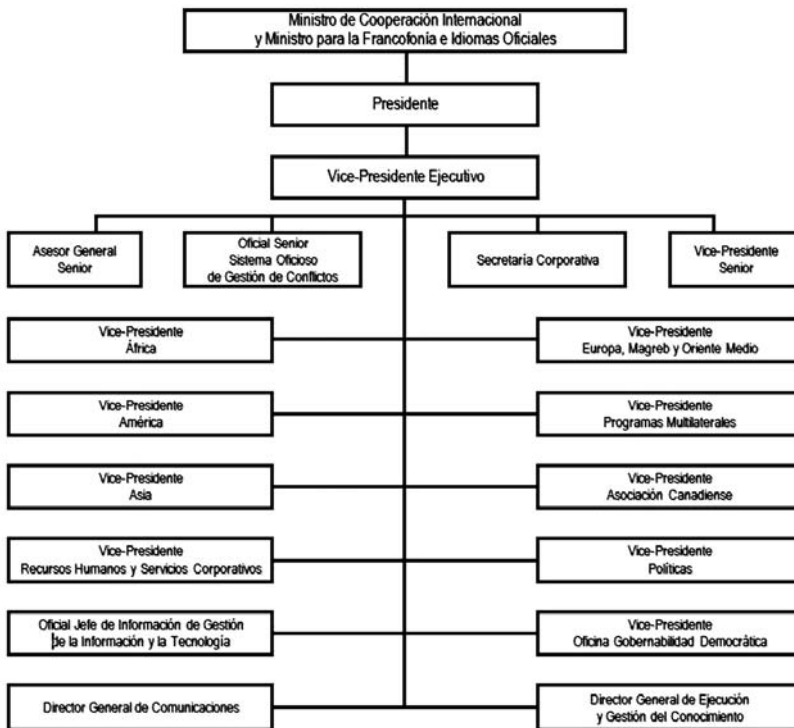 Ministro de Cooperación Internacional
y Ministro para la Francofonía e Idiomas Oficiales
Presidente
Vice-Presidente Ejecutivo
Asesor General
Senior
Oficial Senior
Sistema Oficioso
de Gestión de Conflictos
Secretaría Corporativa
Vice-Presidente
Senior
Vice-Presidente
África
Vice-Presidente
Europa, Magreb y Oriente Medio
Vice-Presidente
América
Vice-Presidente
Programas Multilaterales
Vice-Presidente
Asia
Vice-Presidente
Asociación Canadiense
Vice-Presidente
Recursos Humanos y Servicios Corporativos
Vice-Presidente
Políticas
Oficial Jefe de Información de Gestión
de la Información y la Tecnología
Vice-Presidente
Oficina Gobernabilidad Democrática
Director General de Comunicaciones
Director General de Ejecución
y Gestión del Conocimiento